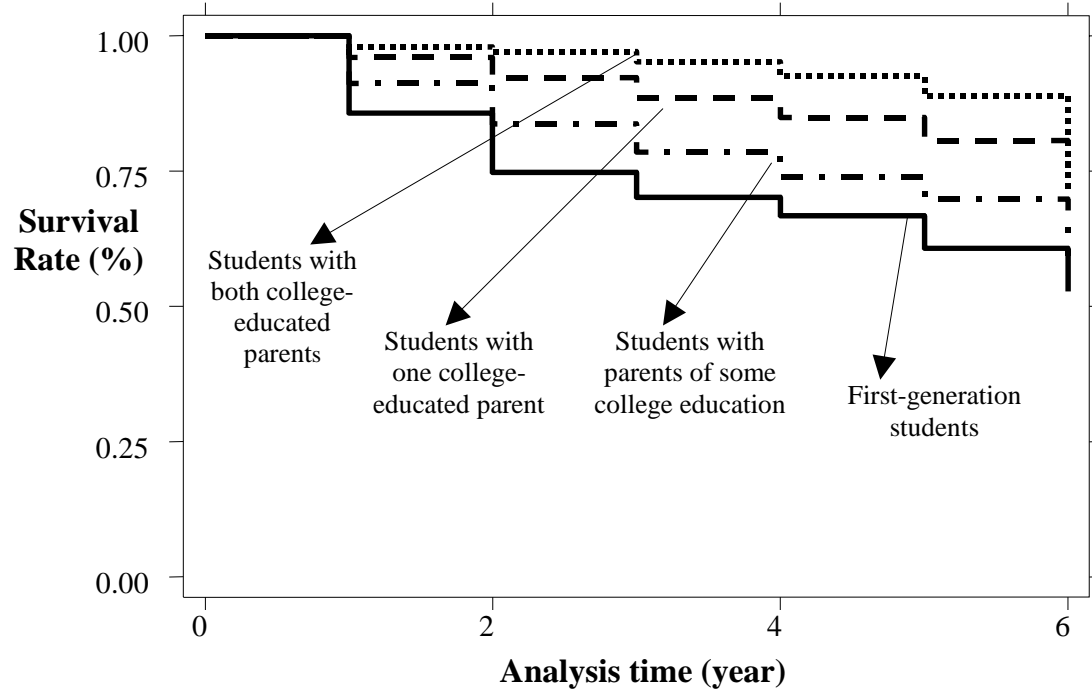 1.00
0.75
Survival
Rate (%)
0.50
0.25
0.00
Students with
both college-
educated
parents
Students with
one college-
educated parent
Students with
parents of some
college education
First-generation
students
0 2 4 6
Analysis time (year)